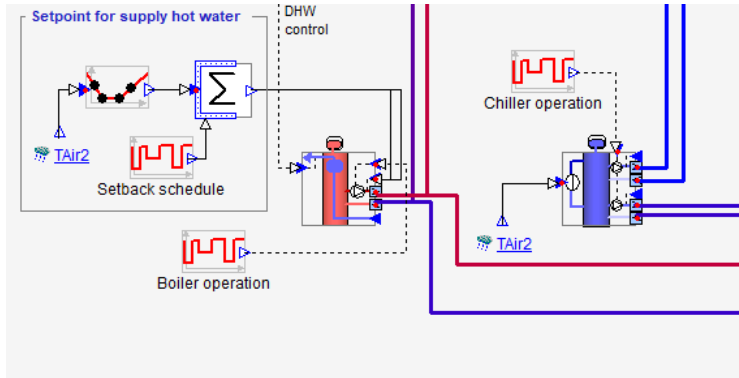 Setpoint for supply hot water
DHW
control
TAir2
Setback schedule
Boiler operation
Chiller operation
TAir2